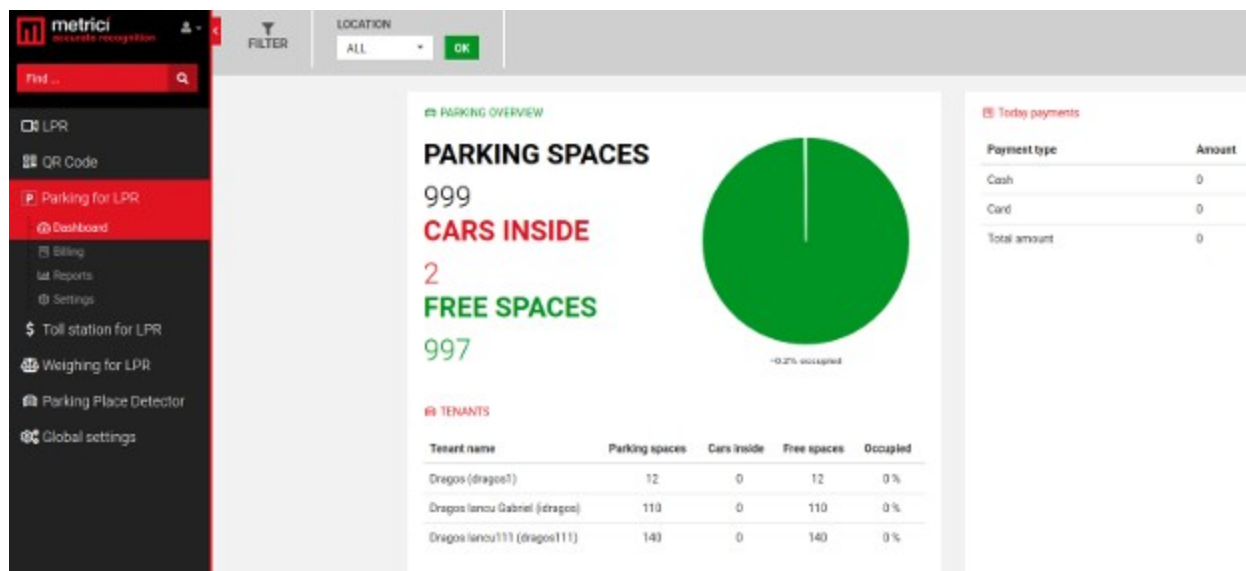 metrici
accurate recognition
Find ...
LPR
QR Code
P Parking for LPR
Dashboard
Billing
Reports
Settings
$ Toll station for LPR
Weighing for LPR
Parking Place Detector
Global settings
FILTER
LOCATION
ALL
OK
PARKING OVERVIEW
PARKING SPACES
999
CARS INSIDE
2
FREE SPACES
997
~0.2% occupied
TENANTS
Tenant name Parking spaces Cars inside Free spaces Occupied
Dragos (dragos1) 12 0 12 0 %
Dragos Iancu Gabriel (idragos) 110 0 110 0 %
Dragos Iancu111 (dragos111) 140 0 140 0 %
Today payments
Payment type Amount
Cash 0
Card 0
Total amount 0